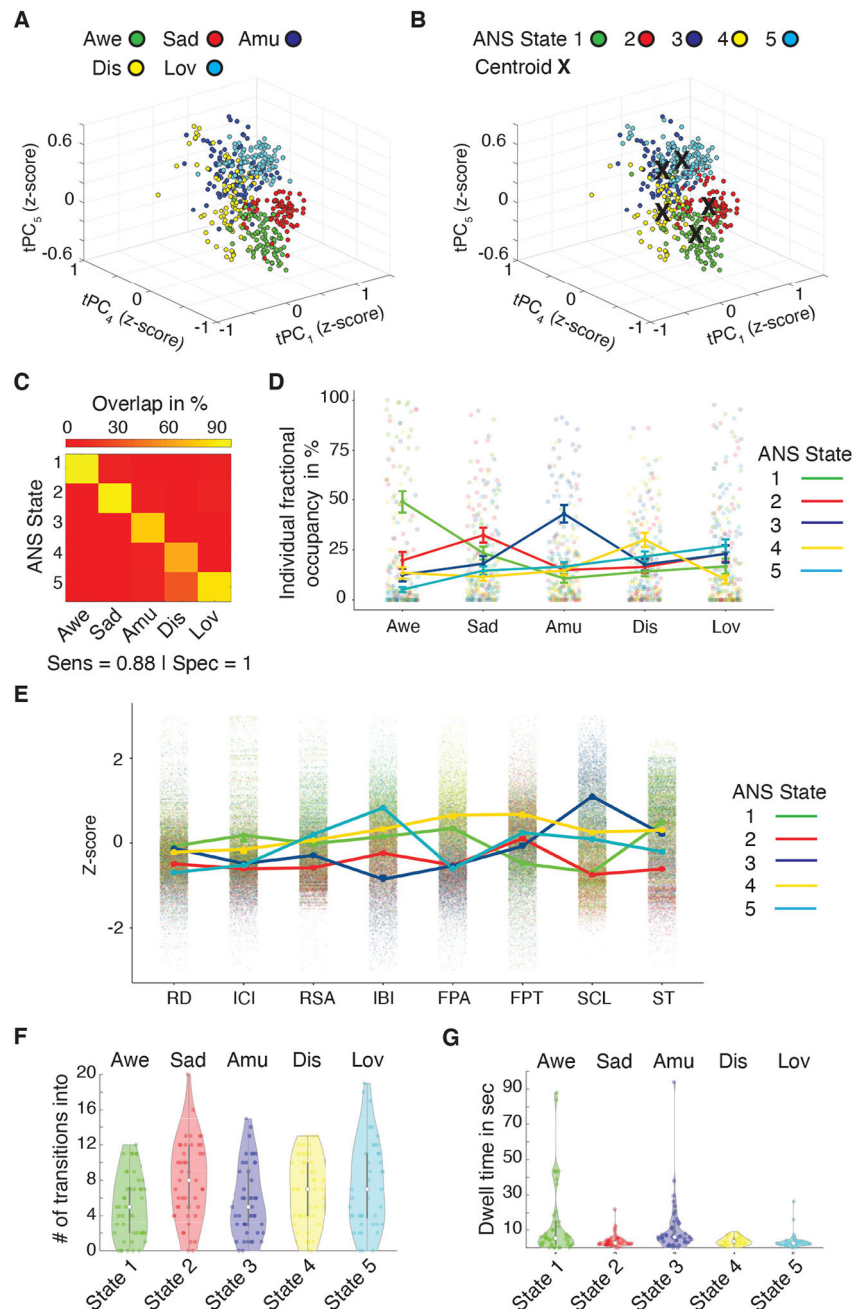 A
Awe Sad Amu
Dis Lov
tPC5 (z-score)
0.6
0
-0.6
1
0
-1
tPC4 (z-score)
-1
0
1
tPC1 (z-score)
B
ANS State 1 2 3 4 5
Centroid X
tPC5 (z-score)
0.6
0
-0.6
1
0
-1
tPC4 (z-score)
-1
0
1
tPC1 (z-score)
X X X X X
C
Overlap in %
0 30 60 90
ANS State
1
2
3
4
5
Awe Sad Amu Dis Lov
Sens = 0.88 | Spec = 1
D
Individual fractional
occupancy in %
100
75
50
25
0
Awe Sad Amu Dis Lov
ANS State
1
2
3
4
5
E
Z-score
2
0
-2
RD ICI RSA IBI FPA FPT SCL ST
ANS State
1
2
3
4
5
F
Awe Sad Amu Dis Lov
# of transitions into
20
16
12
8
4
0
State 1 State 2 State 3 State 4 State 5
G
Awe Sad Amu Dis Lov
Dwell time in sec
90
70
50
30
10
State 1 State 2 State 3 State 4 State 5